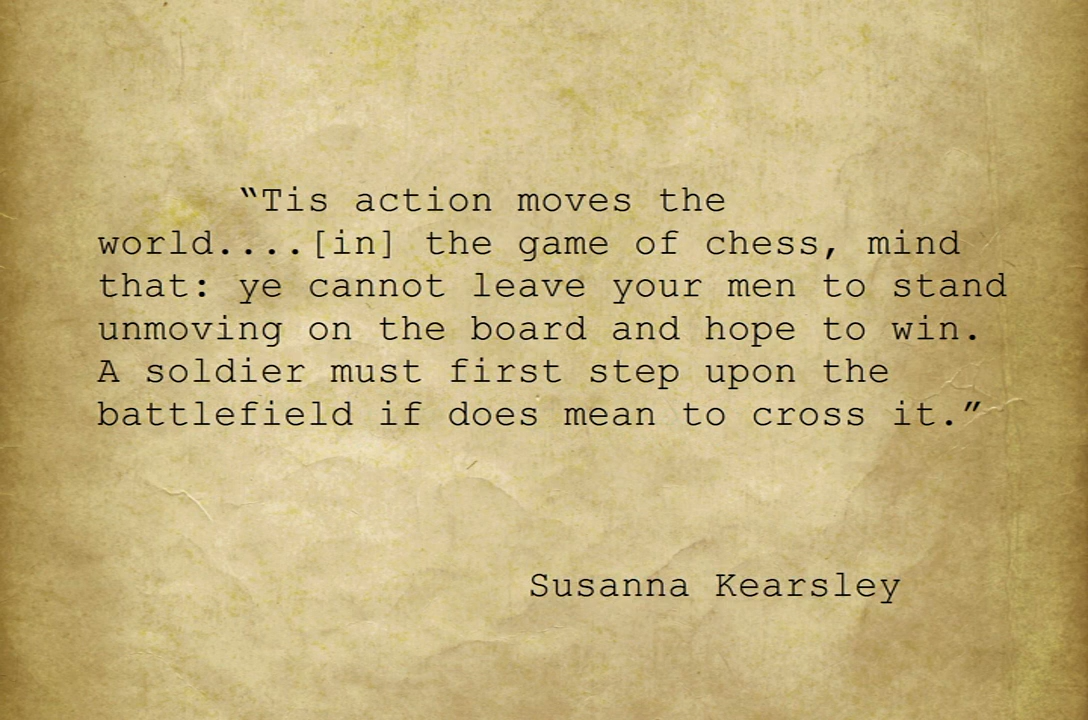 “Tis action moves the
world....[in] the game of chess, mind
that: ye cannot leave your men to stand
unmoving on the board and hope to win.
A soldier must first step upon the
battlefield if does mean to cross it.”
Susanna Kearsley